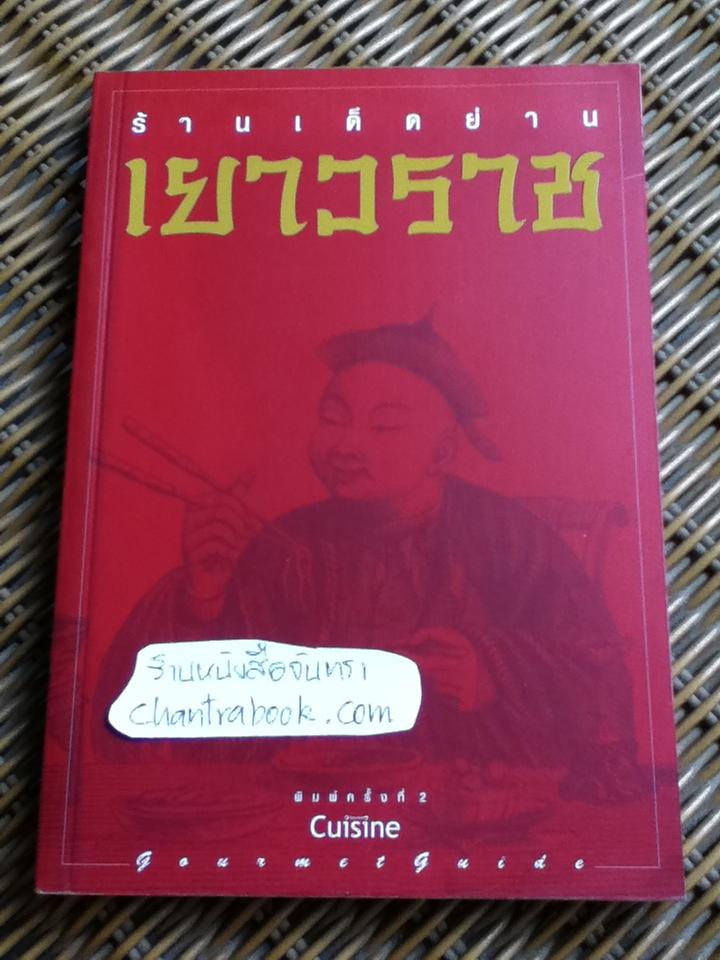 ร้านเด็ดย่าน
เยาวราช
ร้านหนังสือจันทรา
chantrabook.com
พิมพ์ครั้งที่ 2
Cuisine
Gourmet Guide